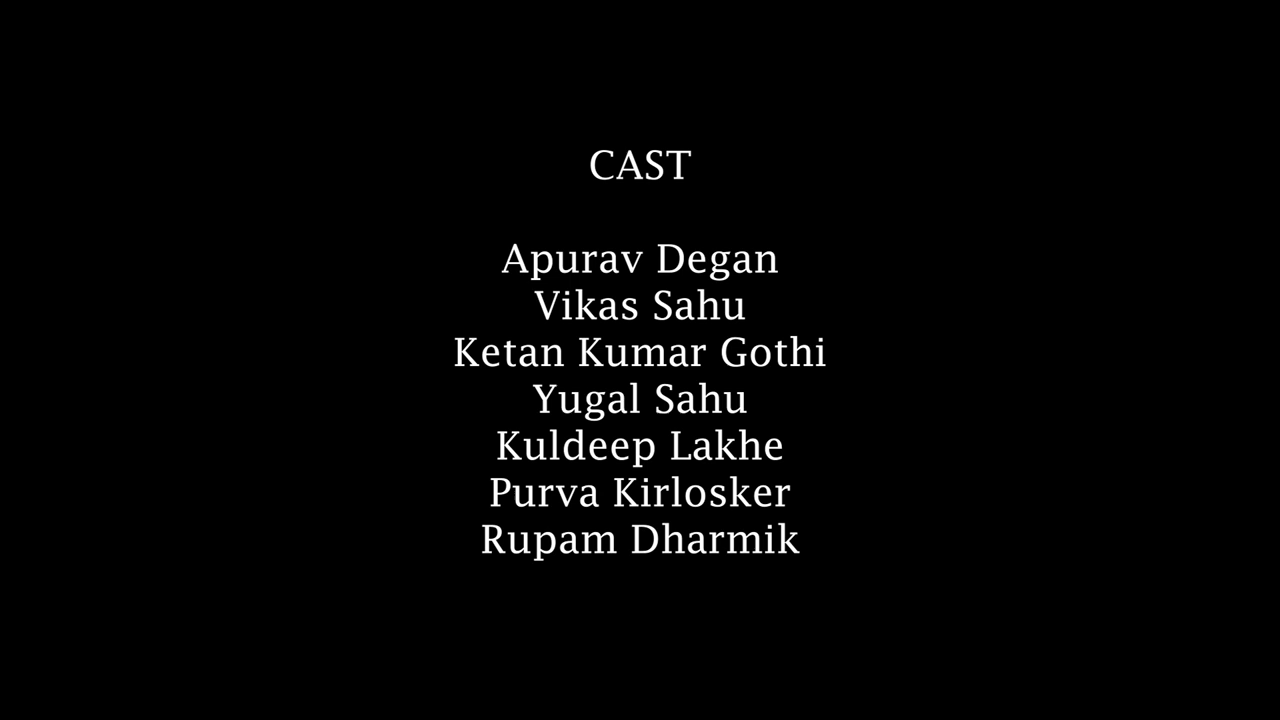 CAST
Apurav Degan
Vikas Sahu
Ketan Kumar Gothi
Yugal Sahu
Kuldeep Lakhe
Purva Kirlosker
Rupam Dharmik